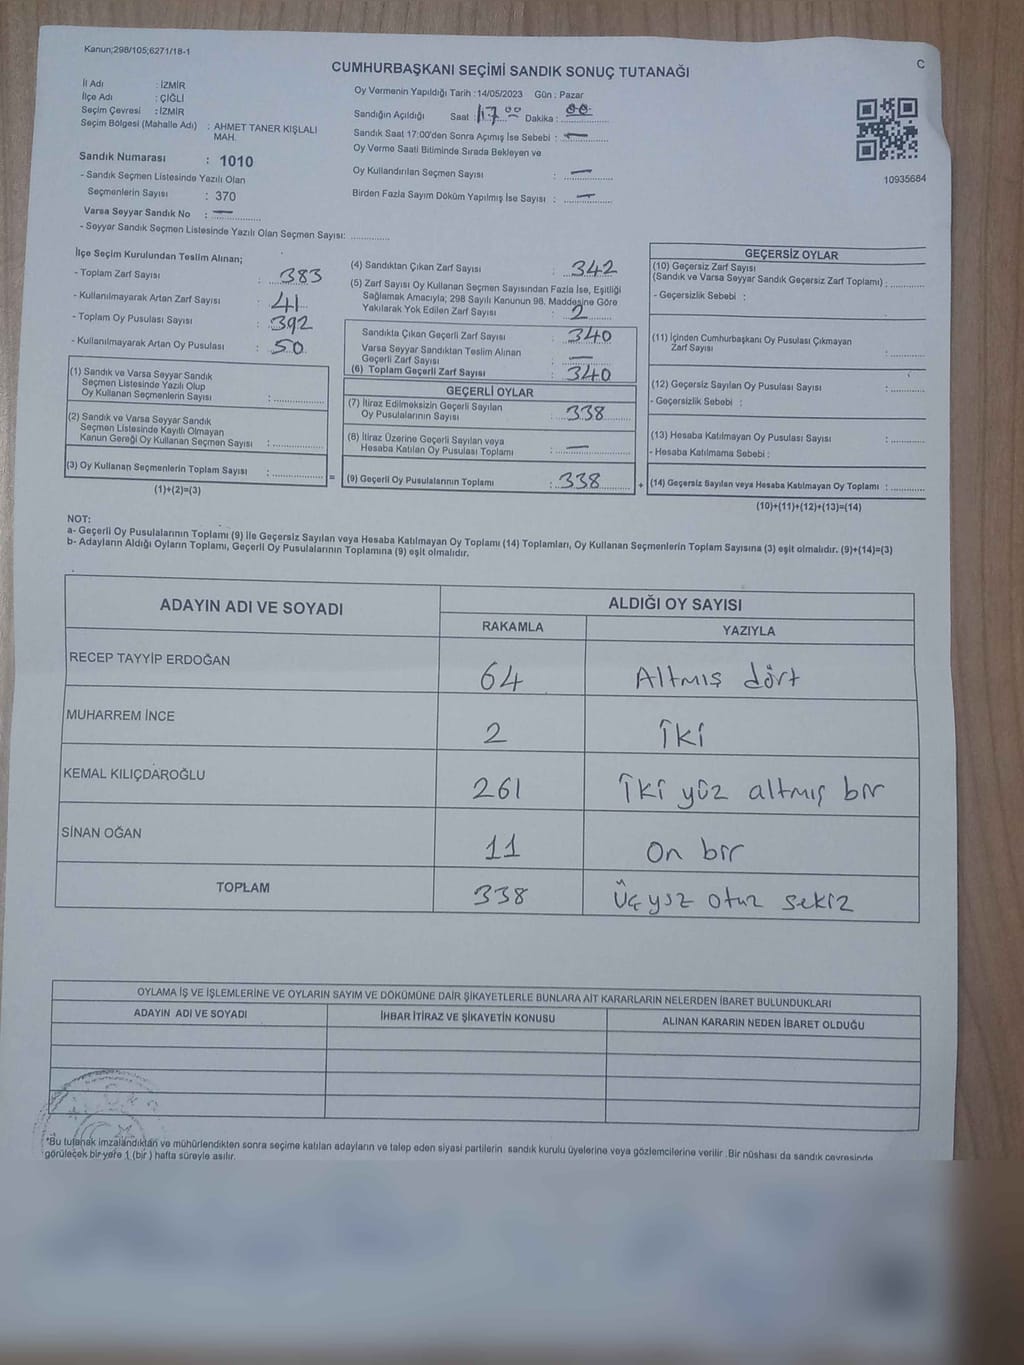 Kanun;298/105;6271/18-1
C
CUMHURBAŞKANI SEÇİMİ SANDIK SONUÇ TUTANAĞI
İl Adı : İZMİR
İlçe Adı : ÇİĞLİ
Seçim Çevresi : İZMİR
Seçim Bölgesi (Mahalle Adı) : AHMET TANER KIŞLALI MAH.
Sandık Numarası : 1010
- Sandık Seçmen Listesinde Yazılı Olan
Seçmenlerin Sayısı : 370
Varsa Seyyar Sandık No : —
- Seyyar Sandık Seçmen Listesinde Yazılı Olan Seçmen Sayısı: ..............
Oy Vermenin Yapıldığı Tarih :14/05/2023 Gün : Pazar
Sandığın Açıldığı Saat : 17.00 Dakika : 00
Sandık Saat 17:00'den Sonra Açımış İse Sebebi : —
Oy Verme Saati Bitiminde Sırada Bekleyen ve
Oy Kullandırılan Seçmen Sayısı : —
Birden Fazla Sayım Döküm Yapılmış İse Sayısı : —
10935684
İlçe Seçim Kurulundan Teslim Alınan;
- Toplam Zarf Sayısı : 383
- Kullanılmayarak Artan Zarf Sayısı : 41
- Toplam Oy Pusulası Sayısı : 392
- Kullanılmayarak Artan Oy Pusulası : 50
(1) Sandık ve Varsa Seyyar Sandık
Seçmen Listesinde Yazılı Olup
Oy Kullanan Seçmenlerin Sayısı : ..............
(2) Sandık ve Varsa Seyyar Sandık
Seçmen Listesinde Kayıtlı Olmayan
Kanun Gereği Oy Kullanan Seçmen Sayısı : ..............
(3) Oy Kullanan Seçmenlerin Toplam Sayısı : ..............
(1)+(2)=(3)
=
(4) Sandıktan Çıkan Zarf Sayısı : 342
(5) Zarf Sayısı Oy Kullanan Seçmen Sayısından Fazla İse, Eşitliği
Sağlamak Amacıyla; 298 Sayılı Kanunun 98. Maddesine Göre
Yakılarak Yok Edilen Zarf Sayısı : 2
Sandıkta Çıkan Geçerli Zarf Sayısı : 340
Varsa Seyyar Sandıktan Teslim Alınan
Geçerli Zarf Sayısı : —
(6) Toplam Geçerli Zarf Sayısı : 340
GEÇERLİ OYLAR
(7) İtiraz Edilmeksizin Geçerli Sayılan
Oy Pusulalarının Sayısı : 338
(8) İtiraz Üzerine Geçerli Sayılan veya
Hesaba Katılan Oy Pusulası Toplamı : —
(9) Geçerli Oy Pusulalarının Toplamı : 338
+
GEÇERSİZ OYLAR
(10) Geçersiz Zarf Sayısı
(Sandık ve Varsa Seyyar Sandık Geçersiz Zarf Toplamı) : ..............
- Geçersizlik Sebebi :
(11) İçinden Cumhurbaşkanı Oy Pusulası Çıkmayan
Zarf Sayısı : ..............
(12) Geçersiz Sayılan Oy Pusulası Sayısı : ..............
- Geçersizlik Sebebi :
(13) Hesaba Katılmayan Oy Pusulası Sayısı : ..............
- Hesaba Katılmama Sebebi :
(14) Geçersiz Sayılan veya Hesaba Katılmayan Oy Toplamı : ..............
(10)+(11)+(12)+(13)=(14)
NOT:
a- Geçerli Oy Pusulalarının Toplamı (9) ile Geçersiz Sayılan veya Hesaba Katılmayan Oy Toplamı (14) Toplamları, Oy Kullanan Seçmenlerin Toplam Sayısına (3) eşit olmalıdır. (9)+(14)=(3)
b- Adayların Aldığı Oyların Toplamı, Geçerli Oy Pusulalarının Toplamına (9) eşit olmalıdır.
ADAYIN ADI VE SOYADI
ALDIĞI OY SAYISI
RAKAMLA YAZIYLA
RECEP TAYYİP ERDOĞAN 64 Altmış dört
MUHARREM İNCE 2 iki
KEMAL KILIÇDAROĞLU 261 iki yüz altmış bir
SİNAN OĞAN 11 On bir
TOPLAM 338 Üç yüz otuz sekiz
OYLAMA İŞ VE İŞLEMLERİNE VE OYLARIN SAYIM VE DÖKÜMÜNE DAİR ŞİKAYETLERLE BUNLARA AİT KARARLARIN NELERDEN İBARET BULUNDUKLARI
ADAYIN ADI VE SOYADI İHBAR İTİRAZ VE ŞİKAYETİN KONUSU ALINAN KARARIN NEDEN İBARET OLDUĞU
*Bu tutanak imzalandıktan ve mühürlendikten sonra seçime katılan adayların ve talep eden siyasi partilerin sandık kurulu üyelerine veya gözlemcilerine verilir .Bir nüshası da sandık çevresinde
görülecek bir yere 1 (bir ) hafta süreyle asılır.